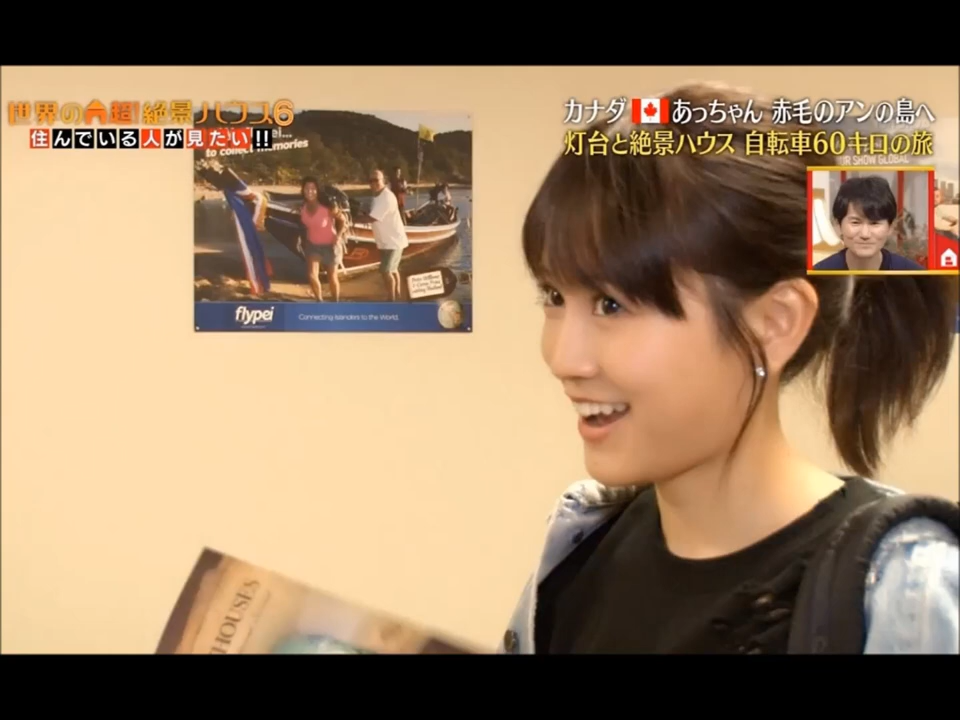 世界の超!絶景ハウス6
住んでいる人が見たい!!
カナダ あっちゃん 赤毛のアンの島へ
灯台と絶景ハウス 自転車60キロの旅
to collect memories
flypei
Connecting Islanders to the World.
HOUSES